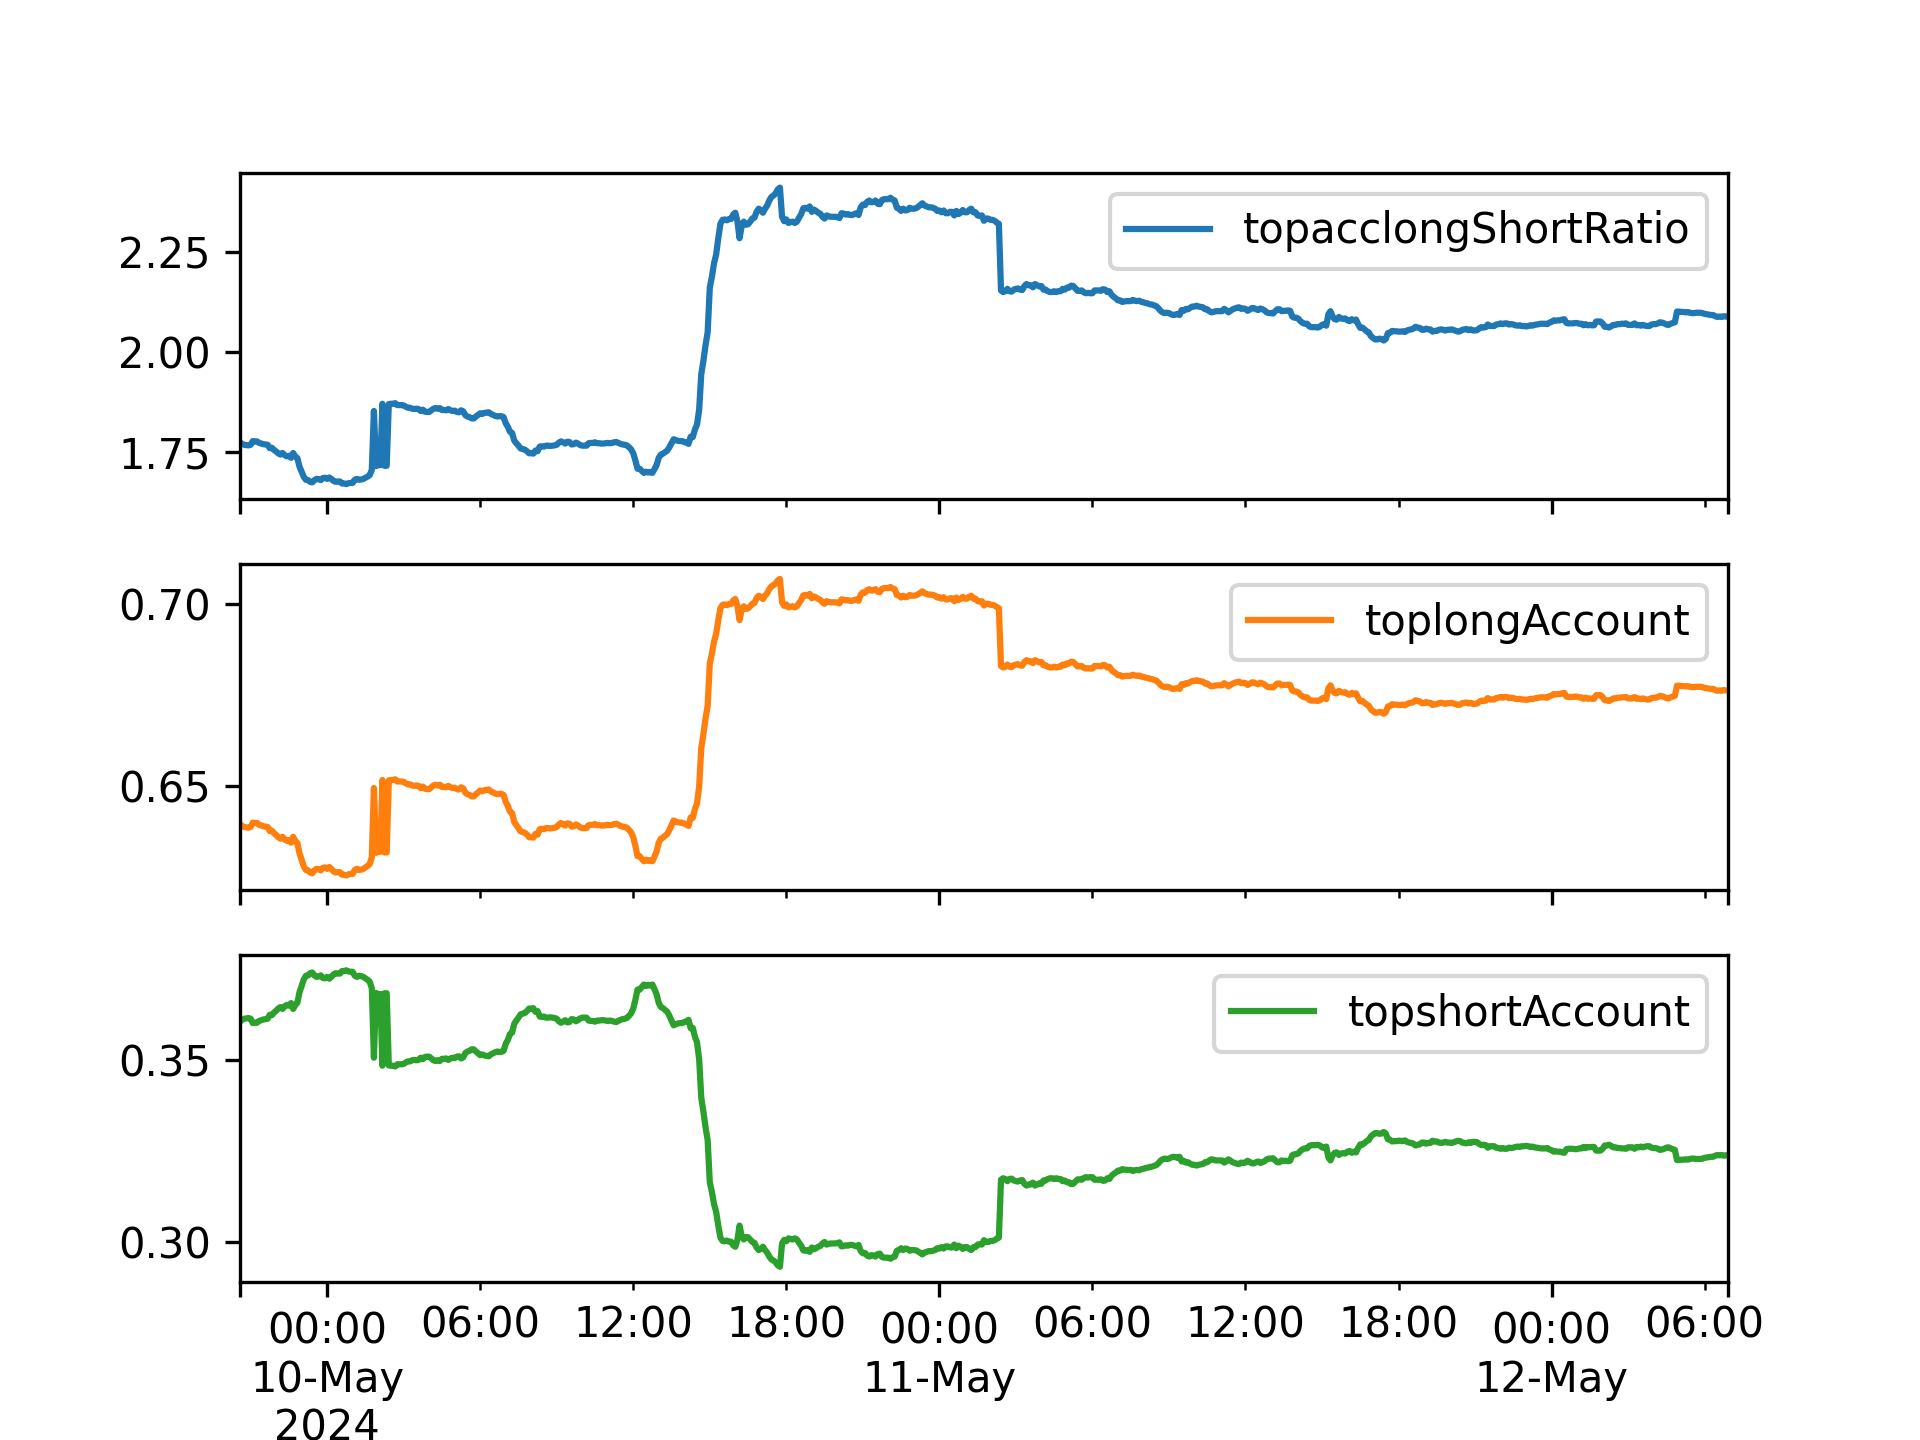 topacclongShortRatio
2.25
2.00
1.75
toplongAccount
0.70
0.65
topshortAccount
0.35
0.30
00:00 06:00 12:00 18:00 00:00 06:00 12:00 18:00 00:00 06:00
10-May 11-May 12-May
2024